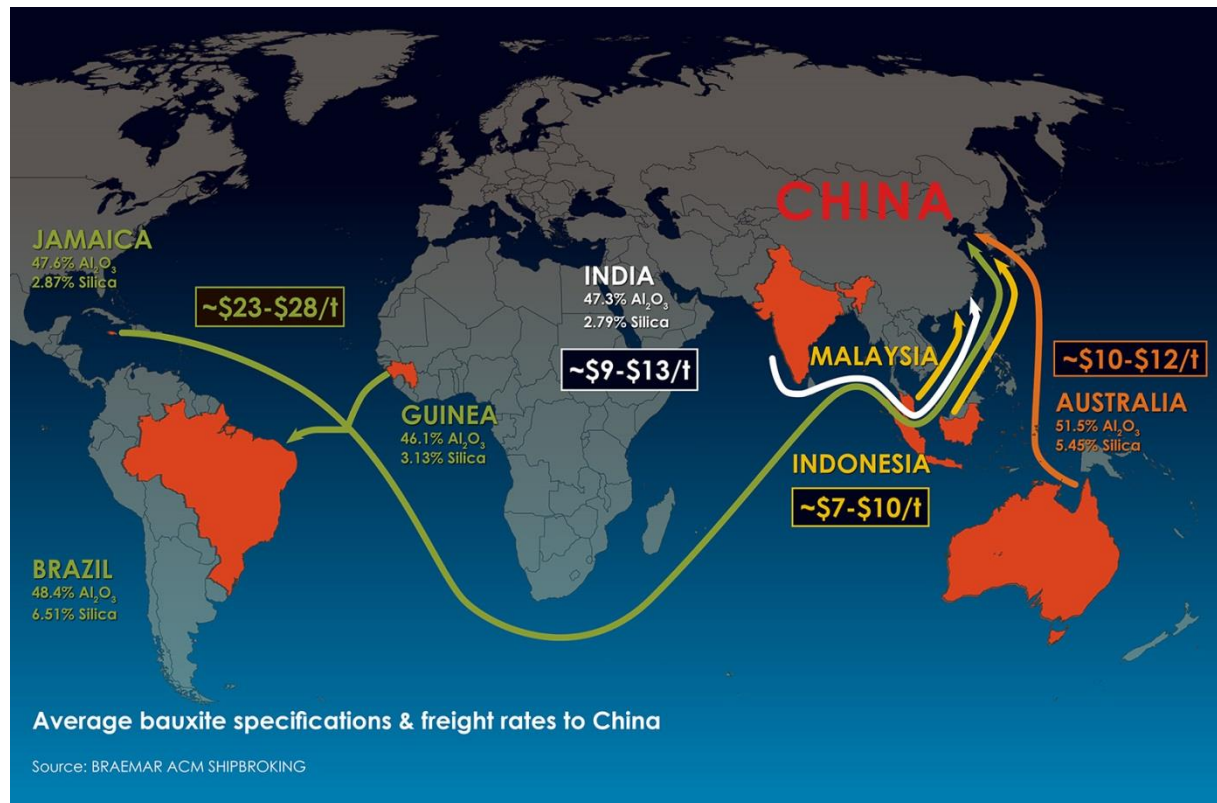 CHINA
JAMAICA
47.6% Al₂O₃
2.87% Silica
~$23-$28/t
INDIA
47.3% Al₂O₃
2.79% Silica
~$9-$13/t
MALAYSIA
~$10-$12/t
AUSTRALIA
51.5% Al₂O₃
5.45% Silica
GUINEA
46.1% Al₂O₃
3.13% Silica
INDONESIA
~$7-$10/t
BRAZIL
48.4% Al₂O₃
6.51% Silica
Average bauxite specifications & freight rates to China
Source: BRAEMAR ACM SHIPBROKING